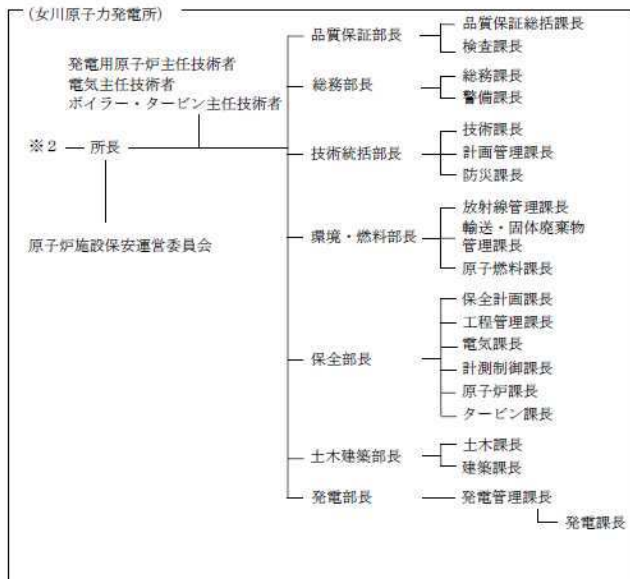 (女川原子力発電所)
発電用原子炉主任技術者
電気主任技術者
ボイラー・タービン主任技術者
※2
所長
原子炉施設保安運営委員会
品質保証部長
品質保証総括課長
検査課長
総務部長
総務課長
警備課長
技術統括部長
技術課長
計画管理課長
防災課長
環境・燃料部長
放射線管理課長
輸送・固体廃棄物
管理課長
原子燃料課長
保全部長
保全計画課長
工程管理課長
電気課長
計測制御課長
原子炉課長
タービン課長
土木建築部長
土木課長
建築課長
発電部長
発電管理課長
発電課長